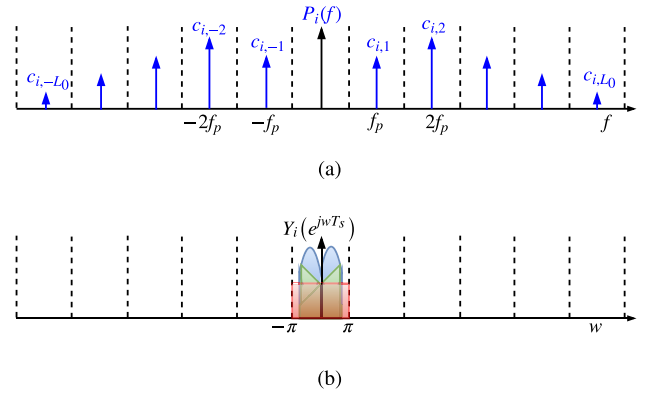 P_i(f)
c_{i,-L_0} c_{i,-2} c_{i,-1} c_{i,1} c_{i,2} c_{i,L_0}
-2f_p -f_p f_p 2f_p f
(a)
Y_i(e^{jwT_s})
-π π w
(b)